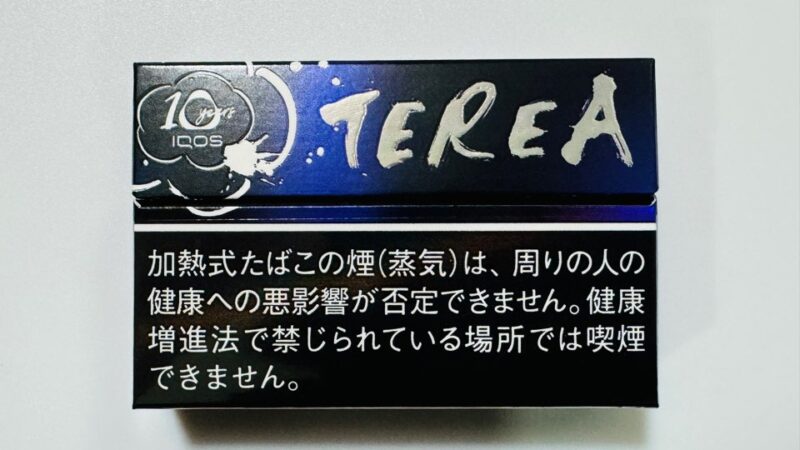 10 years
IQOS
TEREA
加熱式たばこの煙(蒸気)は、周りの人の
健康への悪影響が否定できません。健康
増進法で禁じられている場所では喫煙
できません。